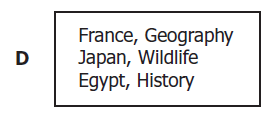 D
France, Geography
Japan, Wildlife
Egypt, History